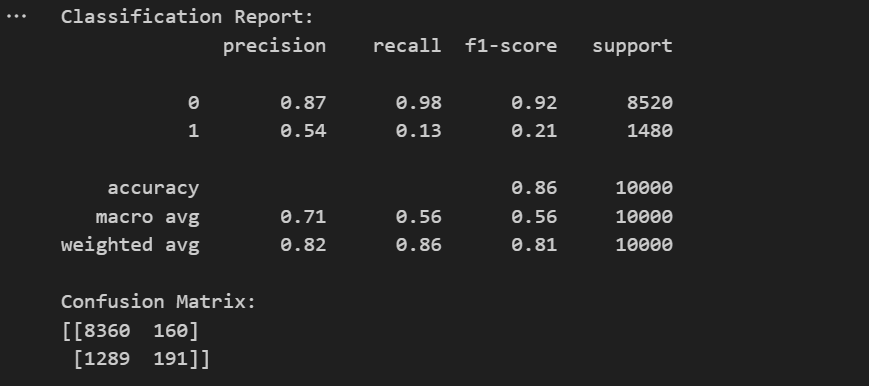 ... Classification Report:
precision recall f1-score support
0 0.87 0.98 0.92 8520
1 0.54 0.13 0.21 1480
accuracy 0.86 10000
macro avg 0.71 0.56 0.56 10000
weighted avg 0.82 0.86 0.81 10000
Confusion Matrix:
[[8360 160]
[1289 191]]